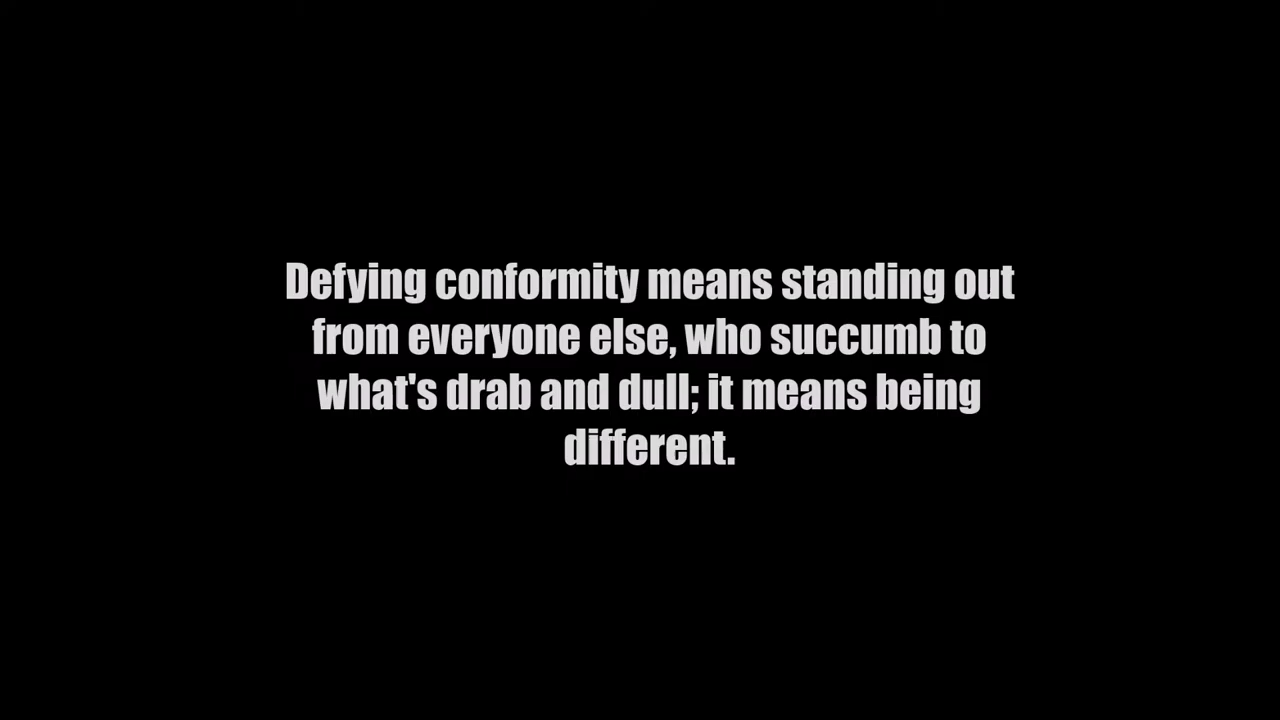 Defying conformity means standing out
from everyone else, who succumb to
what's drab and dull; it means being
different.